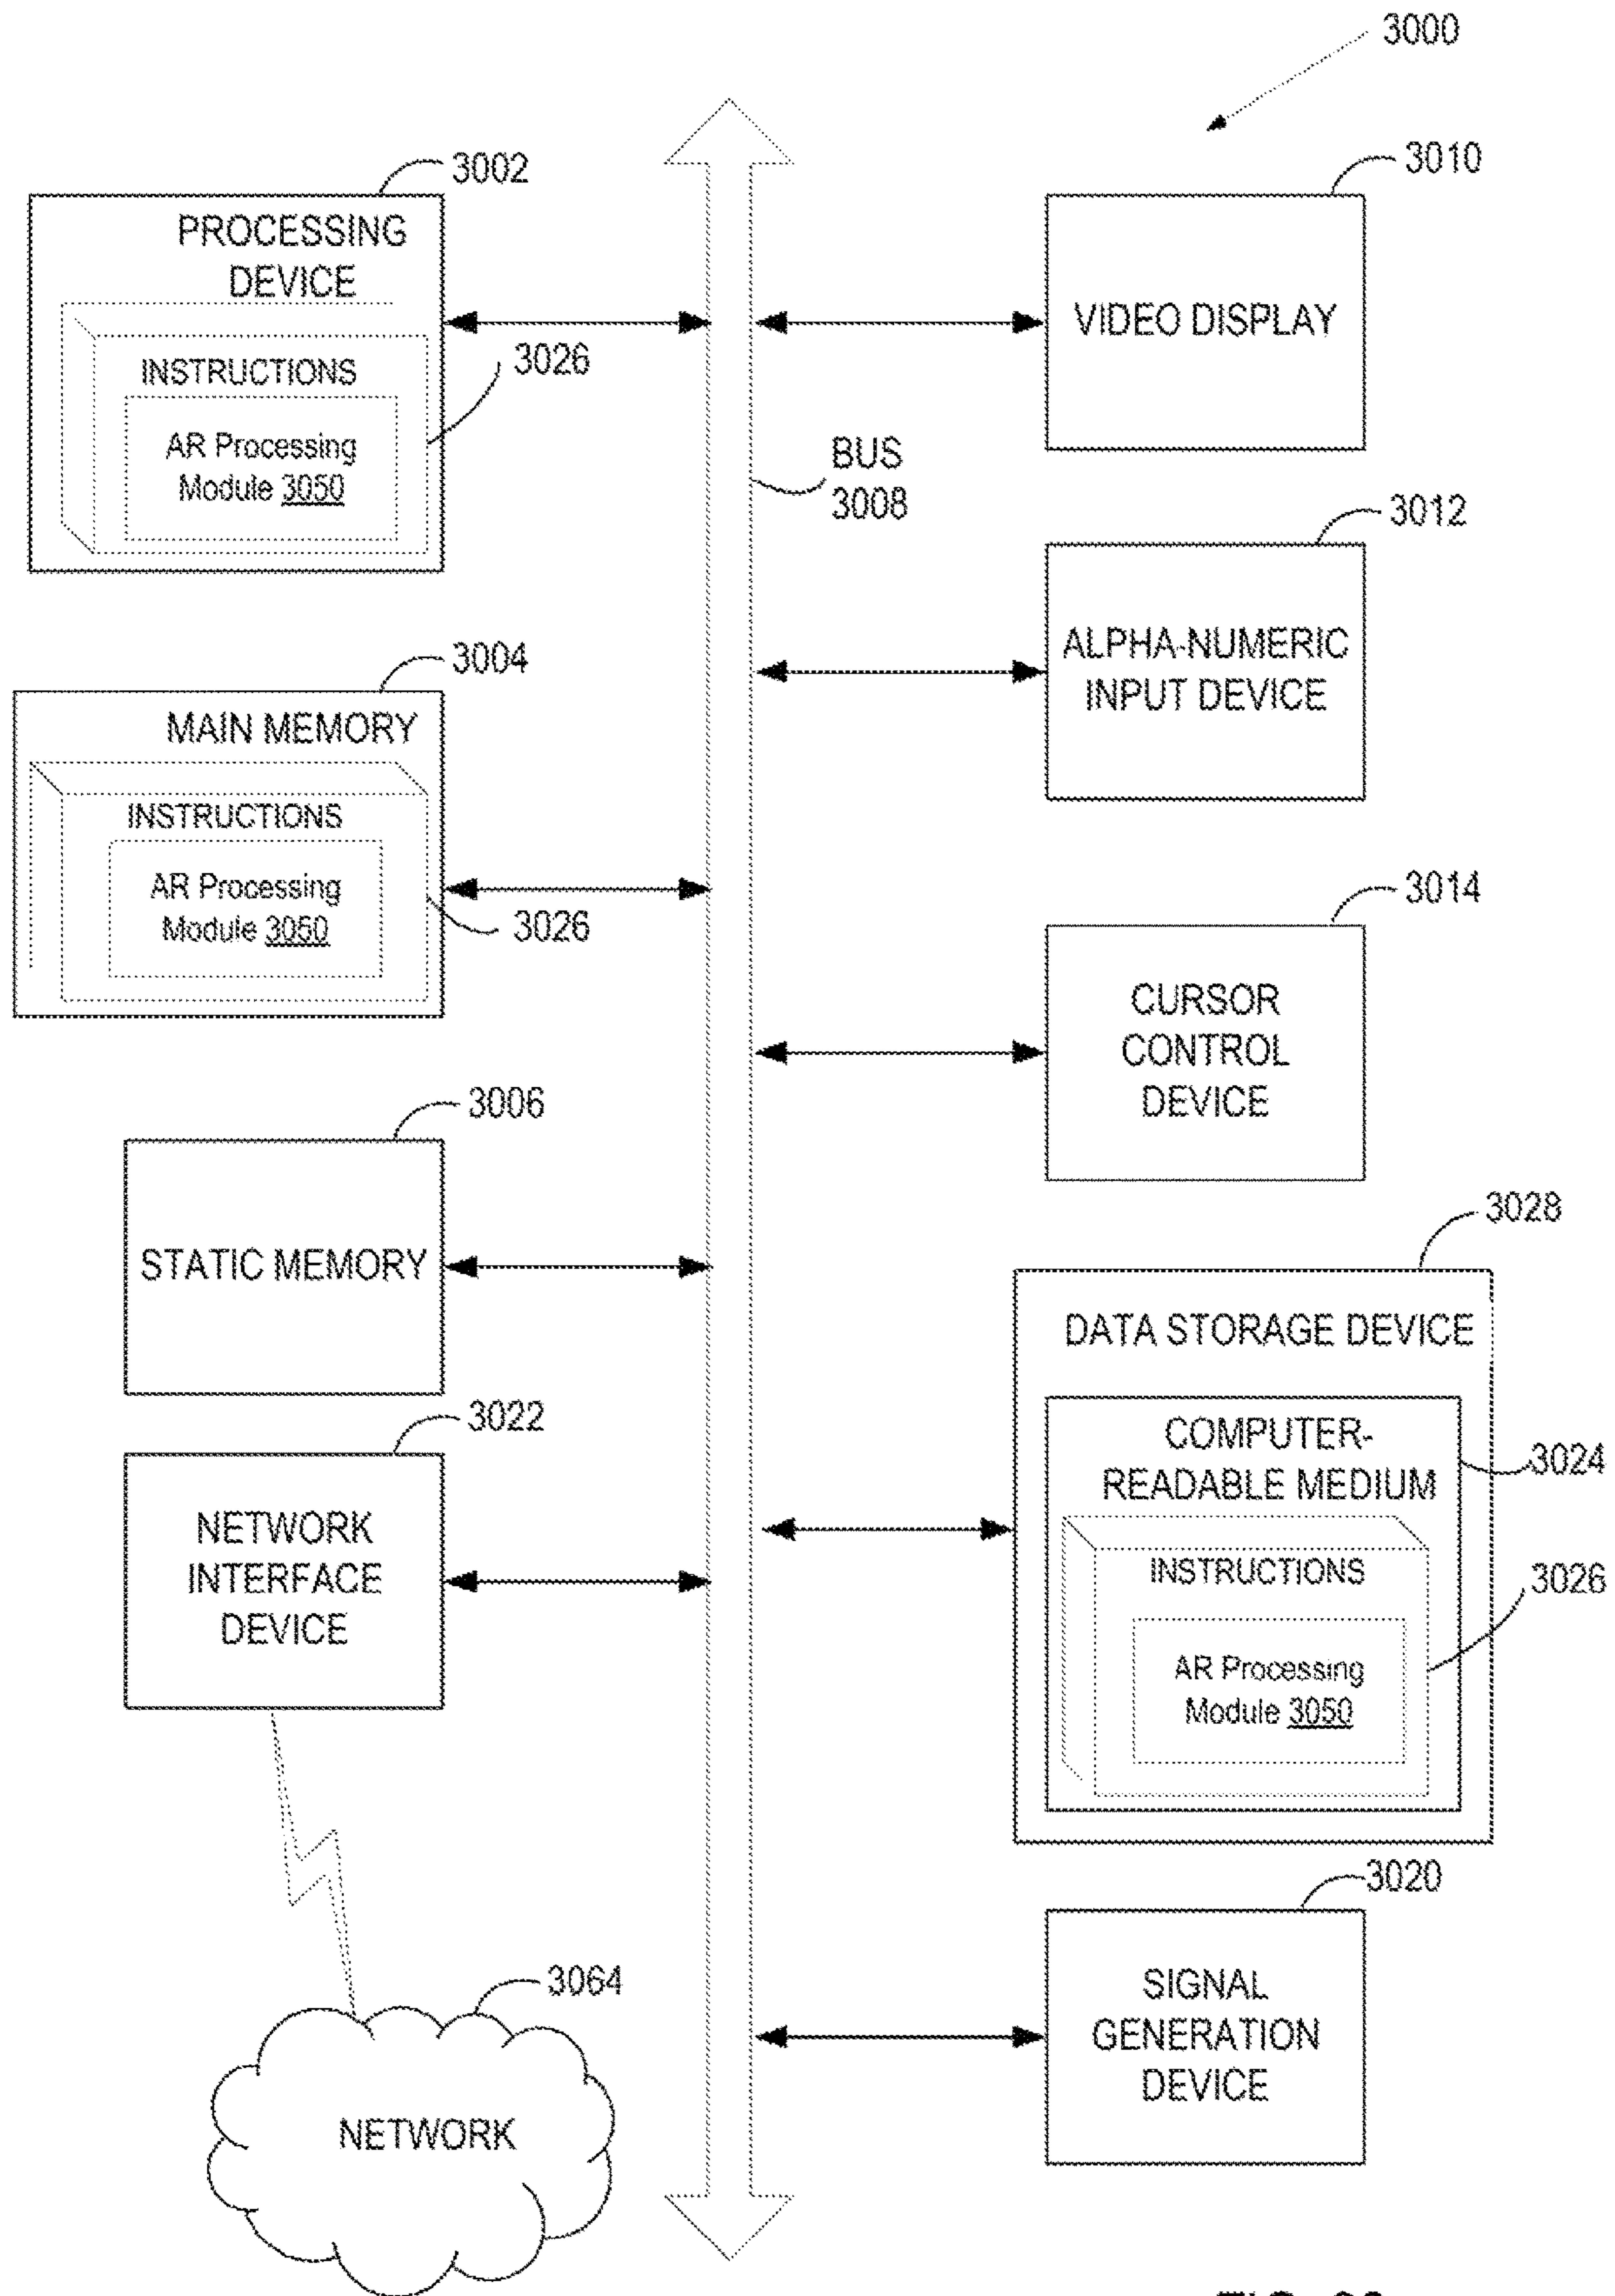 3000
3002
PROCESSING
DEVICE
INSTRUCTIONS
AR Processing
Module 3050
3026
3010
VIDEO DISPLAY
BUS
3008
3012
ALPHA-NUMERIC
INPUT DEVICE
3004
MAIN MEMORY
INSTRUCTIONS
AR Processing
Module 3050
3026
3014
CURSOR
CONTROL
DEVICE
3006
STATIC MEMORY
3028
DATA STORAGE DEVICE
COMPUTER-
READABLE MEDIUM
3024
INSTRUCTIONS
3026
AR Processing
Module 3050
3022
NETWORK
INTERFACE
DEVICE
3020
SIGNAL
GENERATION
DEVICE
3064
NETWORK